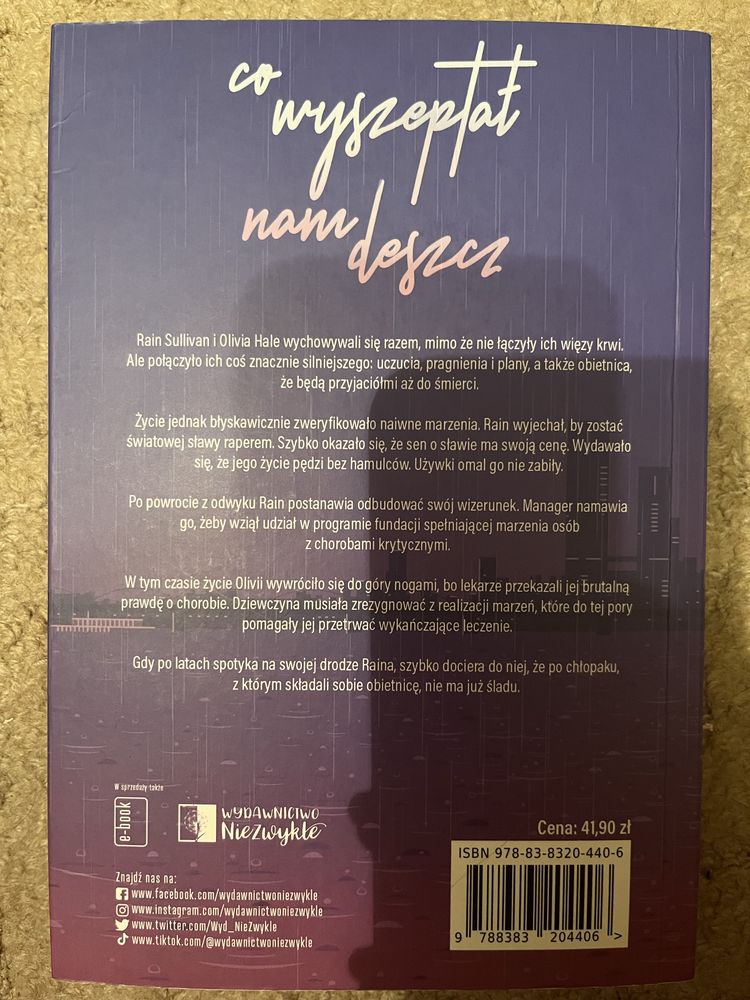 co
wyszeptał
nam
deszcz
Rain Sullivan i Olivia Hale wychowywali się razem, mimo że nie łączyły ich więzy krwi.
Ale połączyło ich coś znacznie silniejszego: uczucia, pragnienia i plany, a także obietnica,
że będą przyjaciółmi aż do śmierci.
Życie jednak błyskawicznie zweryfikowało naiwne marzenia. Rain wyjechał, by zostać
światowej sławy raperem. Szybko okazało się, że sen o sławie ma swoją cenę. Wydawało
się, że jego życie pędzi bez hamulców. Używki omal go nie zabiły.
Po powrocie z odwyku Rain postanawia odbudować swój wizerunek. Manager namawia
go, żeby wziął udział w programie fundacji spełniającej marzenia osób
z chorobami krytycznymi.
W tym czasie życie Olivii wywróciło się do góry nogami, bo lekarze przekazali jej brutalną
prawdę o chorobie. Dziewczyna musiała zrezygnować z realizacji marzeń, które do tej pory
pomagały jej przetrwać wykańczające leczenie.
Gdy po latach spotyka na swojej drodze Raina, szybko dociera do niej, że po chłopaku,
z którym składali sobie obietnicę, nie ma już śladu.
W sprzedaży także
e-book
WYDAWNICTWO
NieZwykłe
Cena: 41,90 zł
ISBN 978-83-8320-440-6
9 788383 204406 >
Znajdź nas na:
www.facebook.com/wydawnictwoniezwykle
www.instagram.com/wydawnictwoniezwykle
www.twitter.com/Wyd_NieZwykle
www.tiktok.com/@wydawnictwoniezwykle